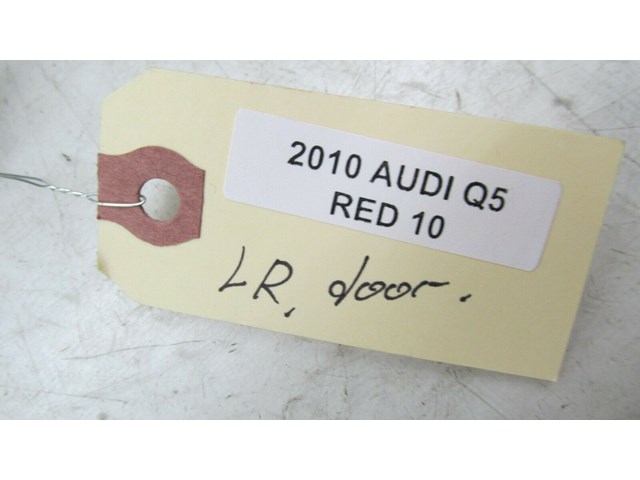 2010 AUDI Q5
RED 10
LR, door.